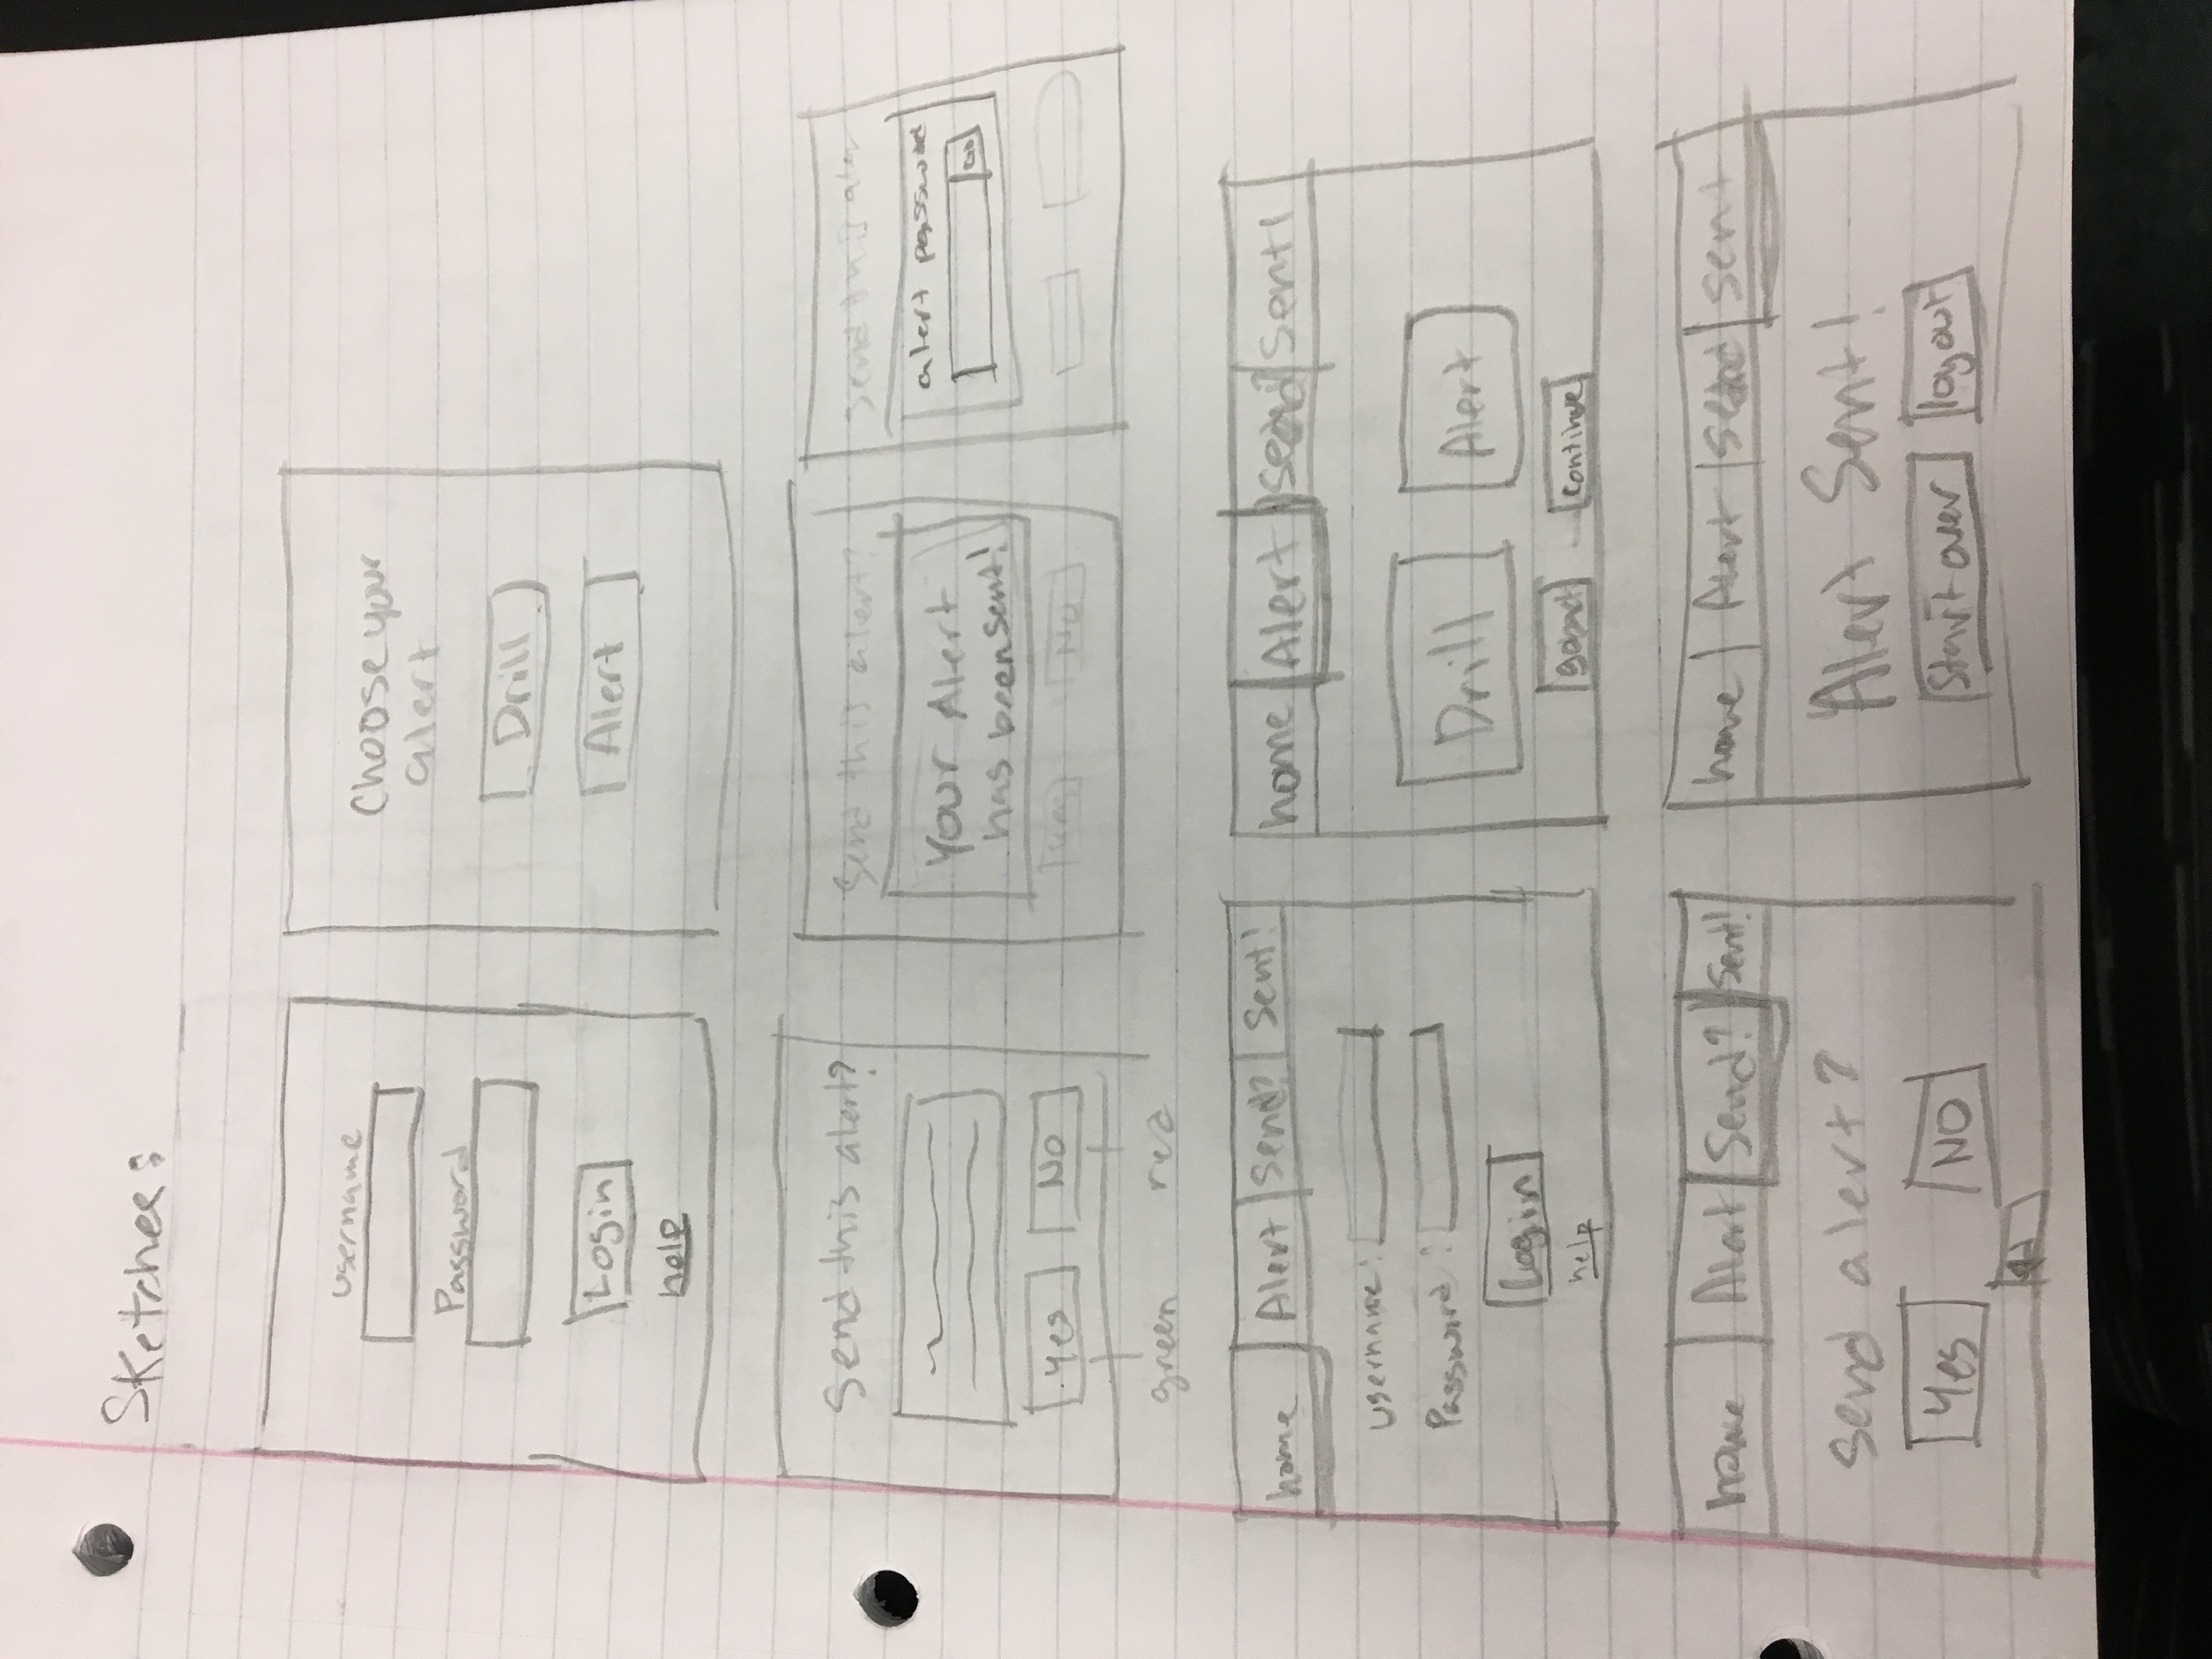 Sketches:
username
Password
Login
help
Choose your
alert
Drill
Alert
Send this alert?
Yes
NO
green
red
Send this alert?
Your Alert
has been sent!
Yes
NO
Send this aler
alert password
Go
home Alert Send? Sent!
username:
Password:
Login
help
home Alert Send? Sent!
Drill
Alert
go back
continue
home Alert Send? Sent!
Send alert?
Yes
NO
home Alert Send Sent
Alert Sent!
Start over
logout